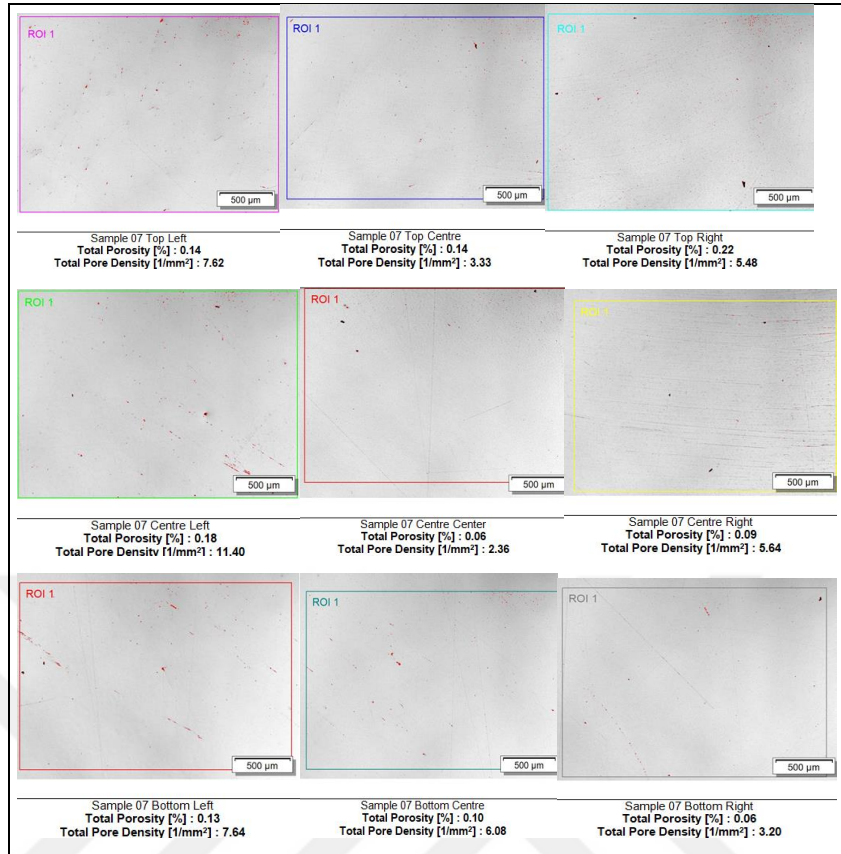 ROI 1
ROI 1
ROI 1
500 µm
500 µm
500 µm
Sample 07 Top Left
Total Porosity [%] : 0.14
Total Pore Density [1/mm²] : 7.62
Sample 07 Top Centre
Total Porosity [%] : 0.14
Total Pore Density [1/mm²] : 3.33
Sample 07 Top Right
Total Porosity [%] : 0.22
Total Pore Density [1/mm²] : 5.48
ROI 1
ROI 1
ROI 1
500 µm
500 µm
500 µm
Sample 07 Centre Left
Total Porosity [%] : 0.18
Total Pore Density [1/mm²] : 11.40
Sample 07 Centre Center
Total Porosity [%] : 0.06
Total Pore Density [1/mm²] : 2.36
Sample 07 Centre Right
Total Porosity [%] : 0.09
Total Pore Density [1/mm²] : 5.64
ROI 1
ROI 1
ROI 1
500 µm
500 µm
500 µm
Sample 07 Bottom Left
Total Porosity [%] : 0.13
Total Pore Density [1/mm²] : 7.64
Sample 07 Bottom Centre
Total Porosity [%] : 0.10
Total Pore Density [1/mm²] : 6.08
Sample 07 Bottom Right
Total Porosity [%] : 0.06
Total Pore Density [1/mm²] : 3.20